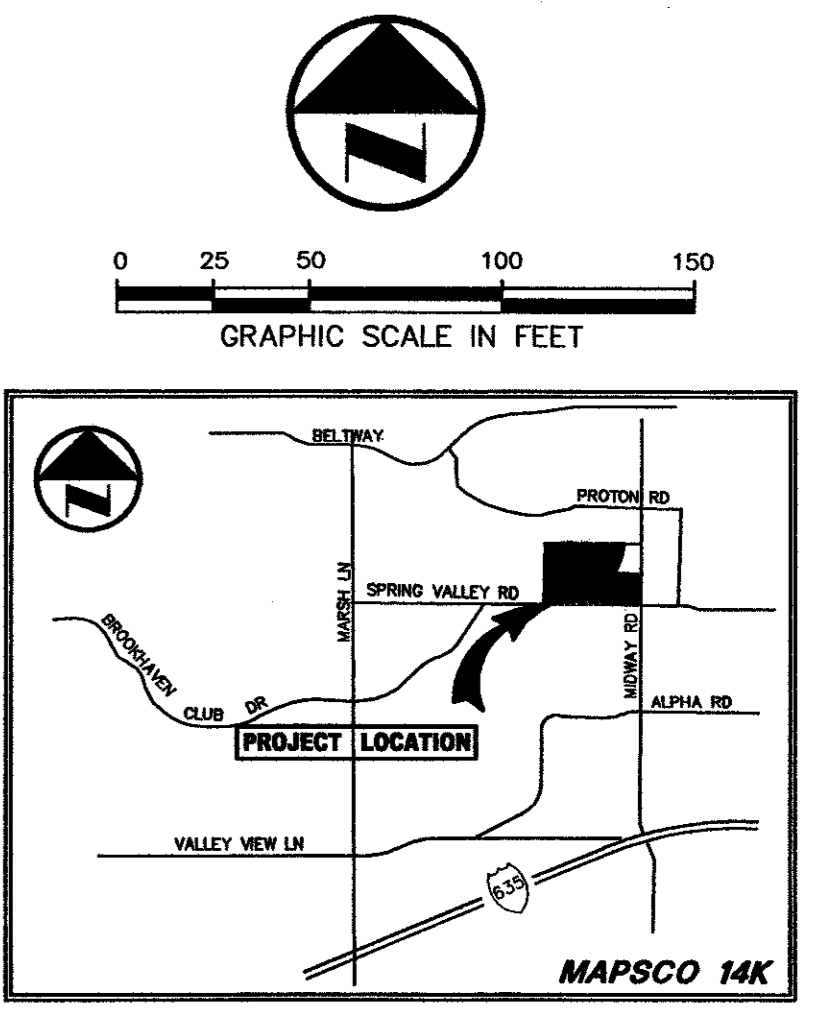 N
0 25 50 100 150
GRAPHIC SCALE IN FEET
N
BELTWAY
PROTON RD
MARSH LN
SPRING VALLEY RD
BROOKHAVEN
CLUB DR
MIDWAY RD
ALPHA RD
PROJECT LOCATION
VALLEY VIEW LN
635
MAPSCO 14K